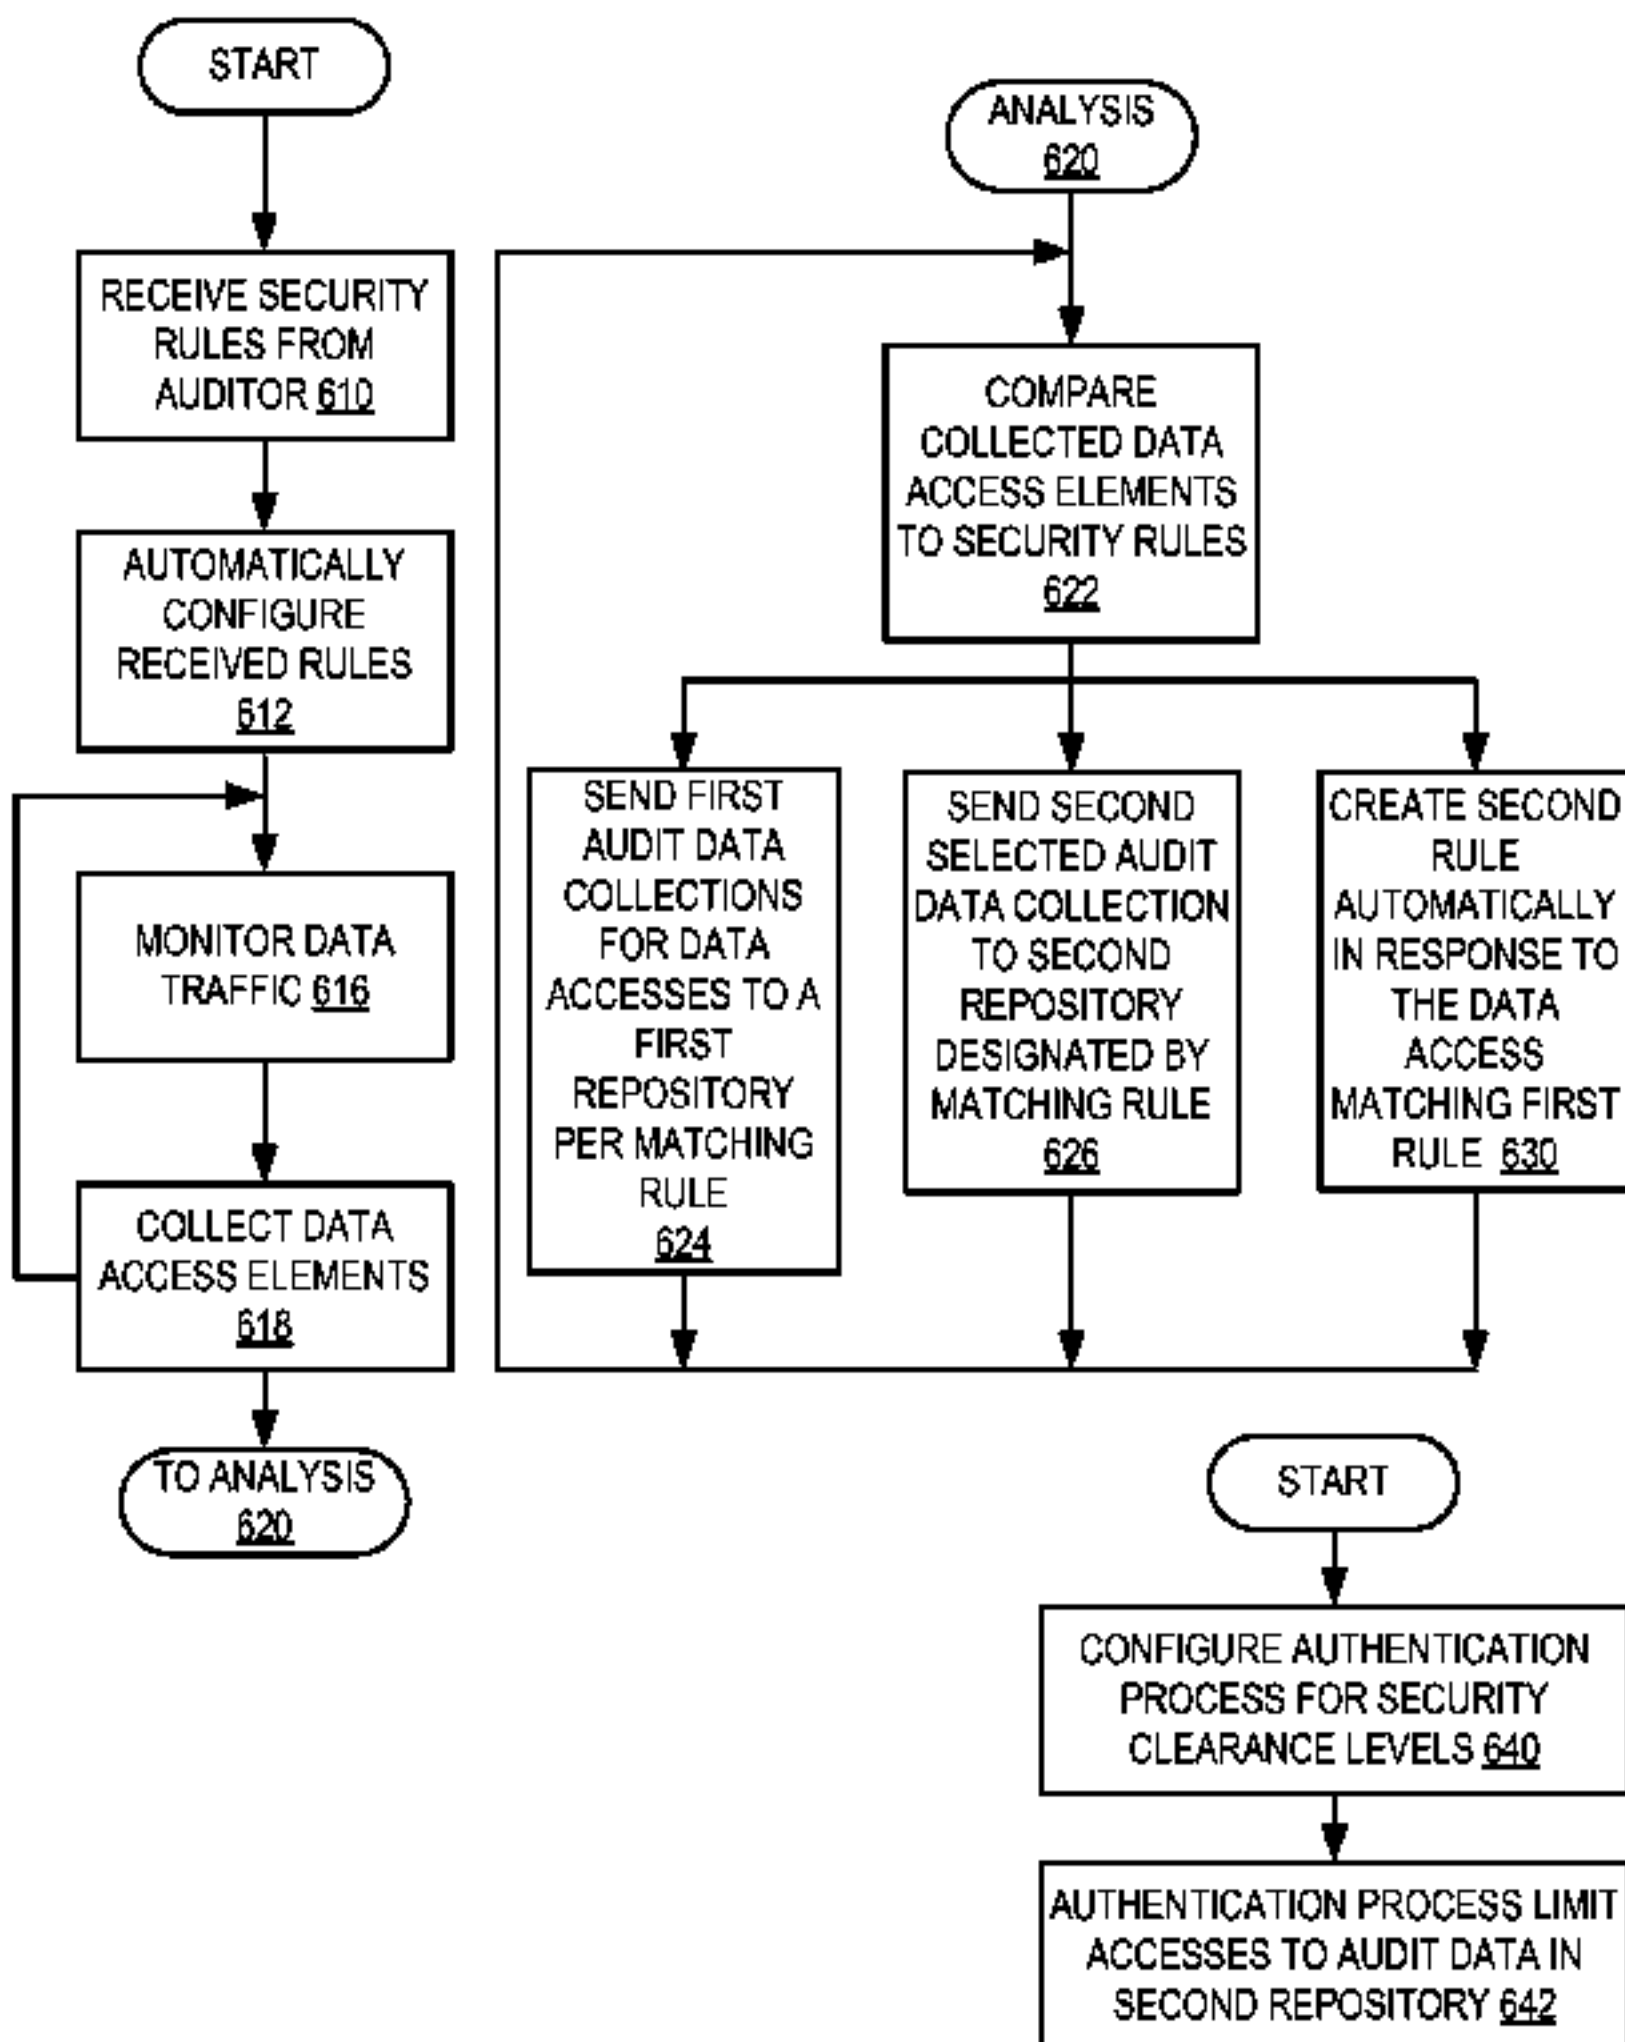 START
RECEIVE SECURITY
RULES FROM
AUDITOR 610
AUTOMATICALLY
CONFIGURE
RECEIVED RULES
612
MONITOR DATA
TRAFFIC 616
COLLECT DATA
ACCESS ELEMENTS
618
TO ANALYSIS
620
ANALYSIS
620
COMPARE
COLLECTED DATA
ACCESS ELEMENTS
TO SECURITY RULES
622
SEND FIRST
AUDIT DATA
COLLECTIONS
FOR DATA
ACCESSES TO A
FIRST
REPOSITORY
PER MATCHING
RULE
624
SEND SECOND
SELECTED AUDIT
DATA COLLECTION
TO SECOND
REPOSITORY
DESIGNATED BY
MATCHING RULE
626
CREATE SECOND
RULE
AUTOMATICALLY
IN RESPONSE TO
THE DATA
ACCESS
MATCHING FIRST
RULE 630
START
CONFIGURE AUTHENTICATION
PROCESS FOR SECURITY
CLEARANCE LEVELS 640
AUTHENTICATION PROCESS LIMIT
ACCESSES TO AUDIT DATA IN
SECOND REPOSITORY 642